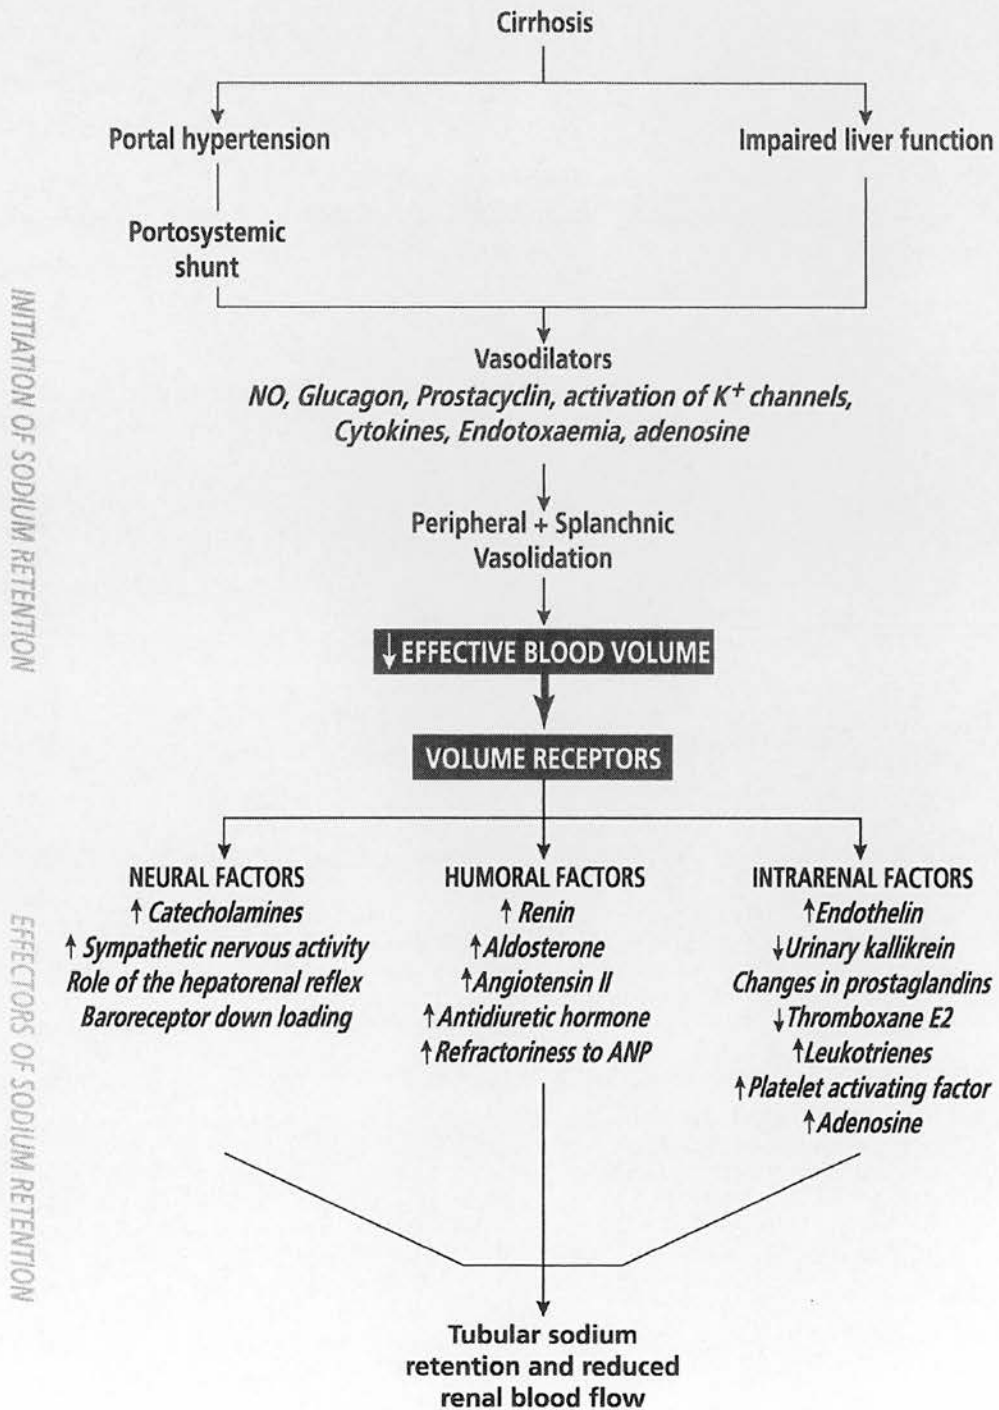 Cirrhosis
Portal hypertension
Impaired liver function
Portosystemic
shunt
INITIATION OF SODIUM RETENTION
Vasodilators
NO, Glucagon, Prostacyclin, activation of K⁺ channels,
Cytokines, Endotoxaemia, adenosine
Peripheral + Splanchnic
Vasolidation
↓ EFFECTIVE BLOOD VOLUME
VOLUME RECEPTORS
EFFECTORS OF SODIUM RETENTION
NEURAL FACTORS
↑ Catecholamines
↑ Sympathetic nervous activity
Role of the hepatorenal reflex
Baroreceptor down loading
HUMORAL FACTORS
↑ Renin
↑ Aldosterone
↑ Angiotensin II
↑ Antidiuretic hormone
↑ Refractoriness to ANP
INTRARENAL FACTORS
↑ Endothelin
↓ Urinary kallikrein
Changes in prostaglandins
↓ Thromboxane E2
↑ Leukotrienes
↑ Platelet activating factor
↑ Adenosine
Tubular sodium
retention and reduced
renal blood flow